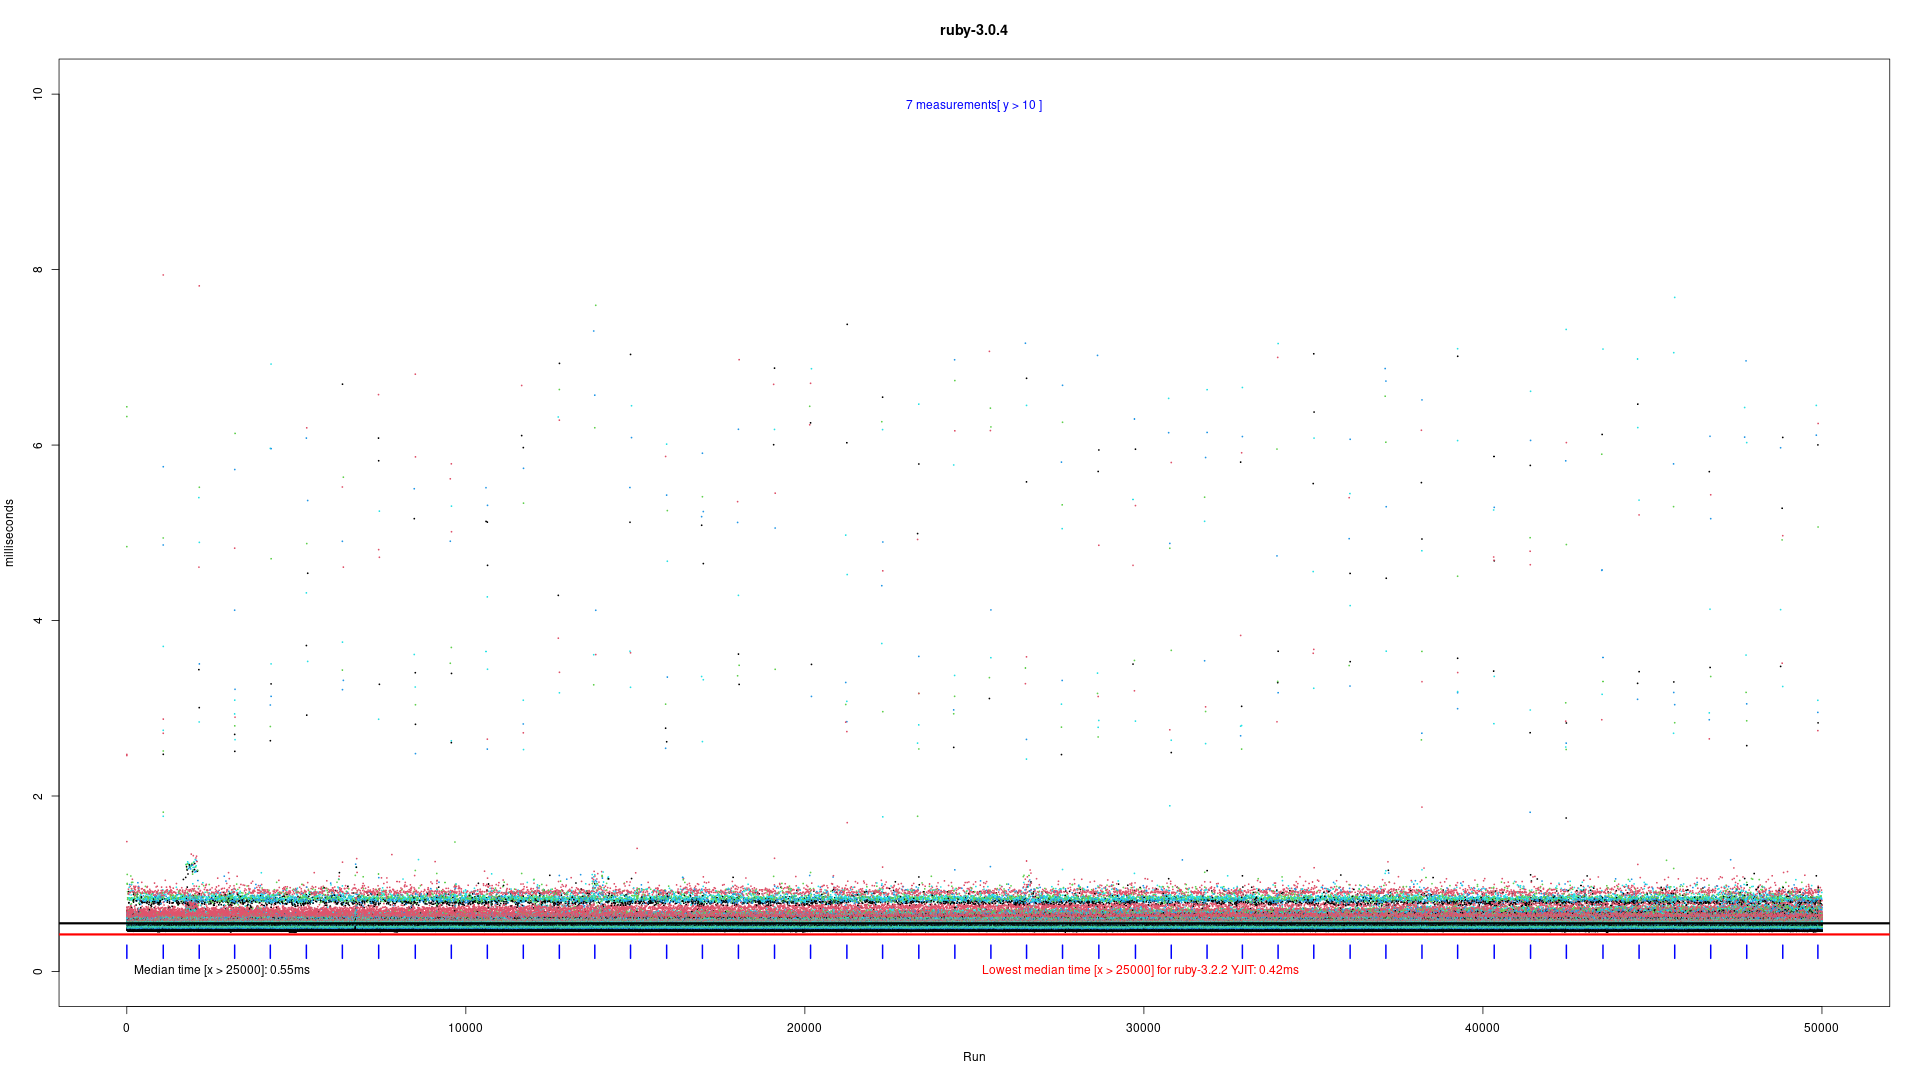 ruby-3.0.4
7 measurements[ y > 10 ]
milliseconds
10
8
6
4
2
0
Median time [x > 25000]: 0.55ms
Lowest median time [x > 25000] for ruby-3.2.2 YJIT: 0.42ms
0
10000
20000
30000
40000
50000
Run